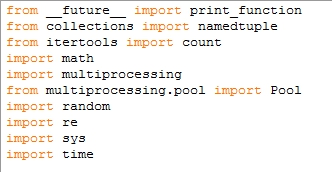 from __future__ import print_function
from collections import namedtuple
from itertools import count
import math
import multiprocessing
from multiprocessing.pool import Pool
import random
import re
import sys
import time